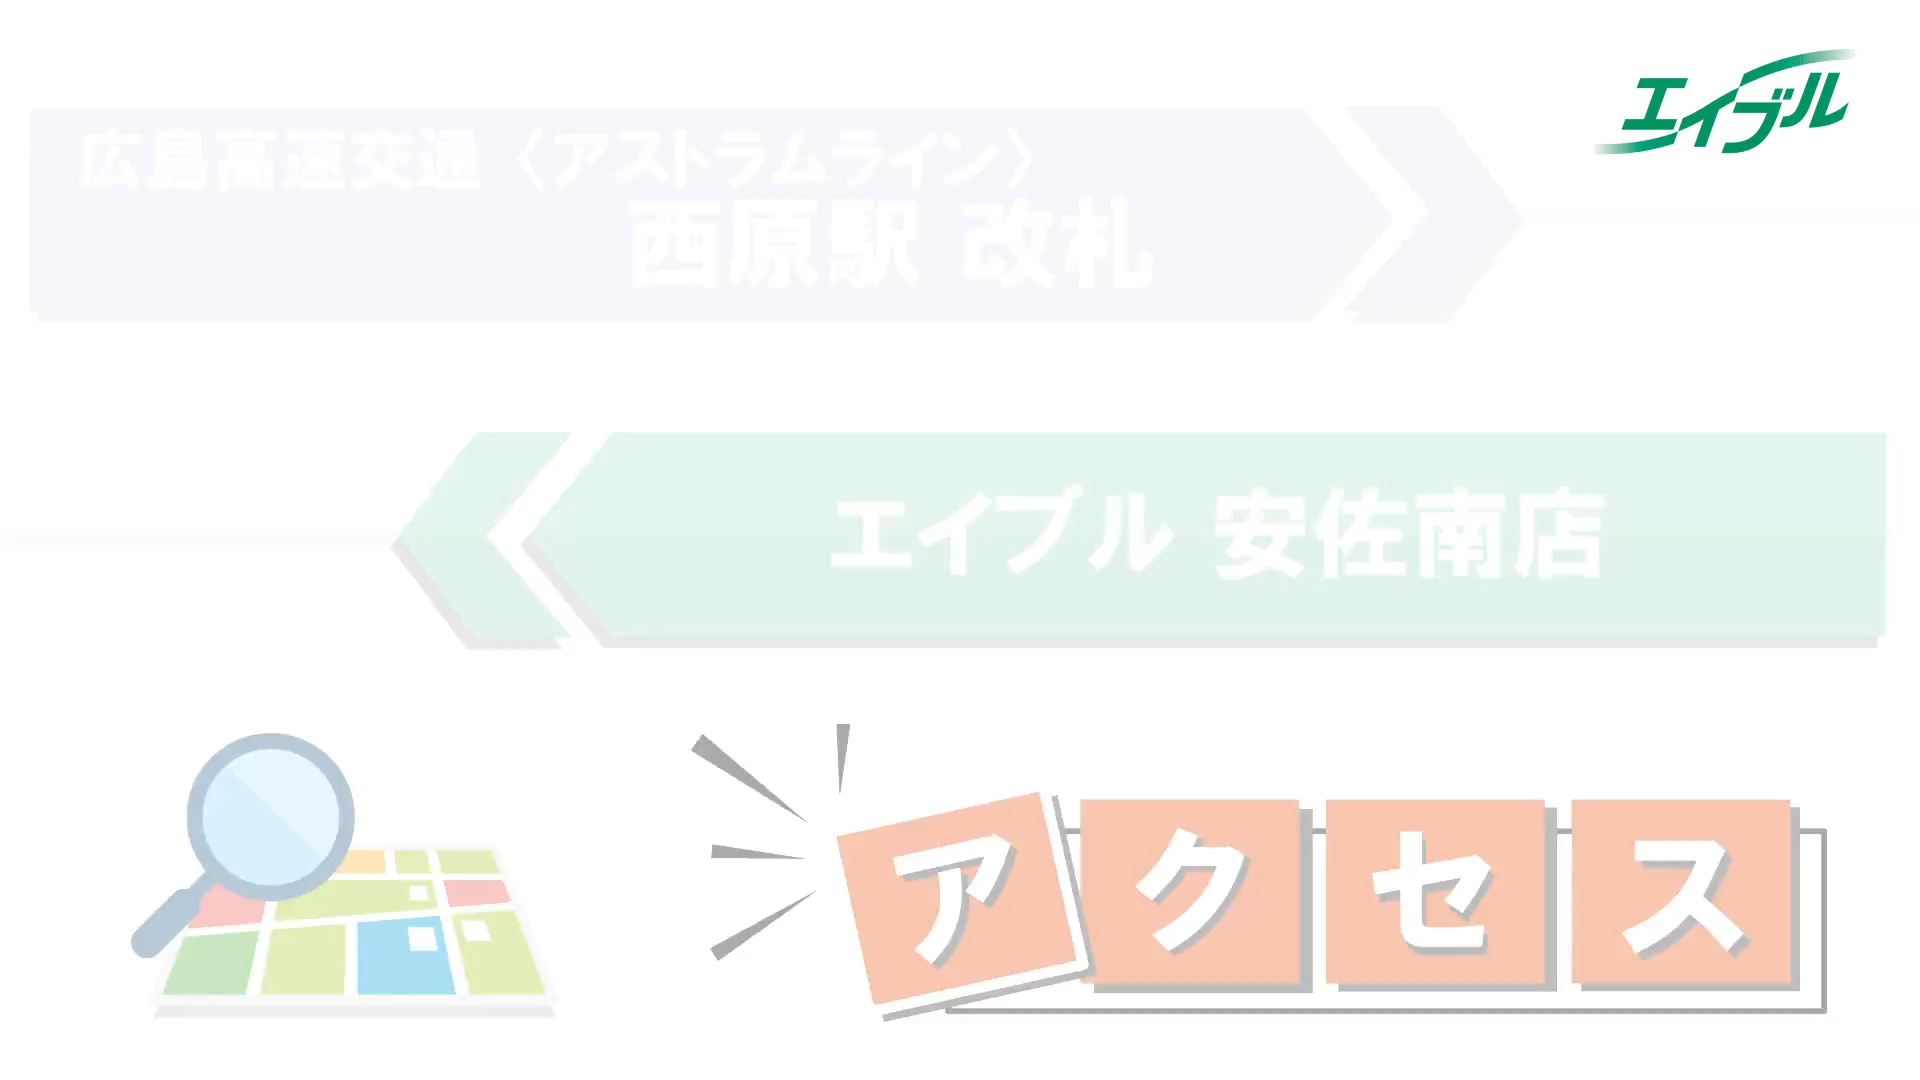 エイブル
広島高速交通〈アストラムライン〉
西原駅 改札
エイブル 安佐南店
アクセス